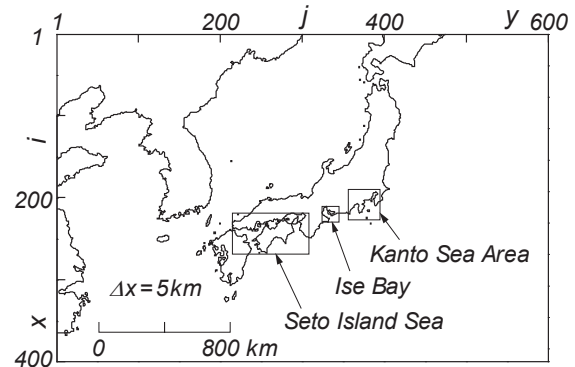 1 200 j 400 y 600
1
i
200
Kanto Sea Area
Ise Bay
Δx=5km
Seto Island Sea
x
0 800 km
400